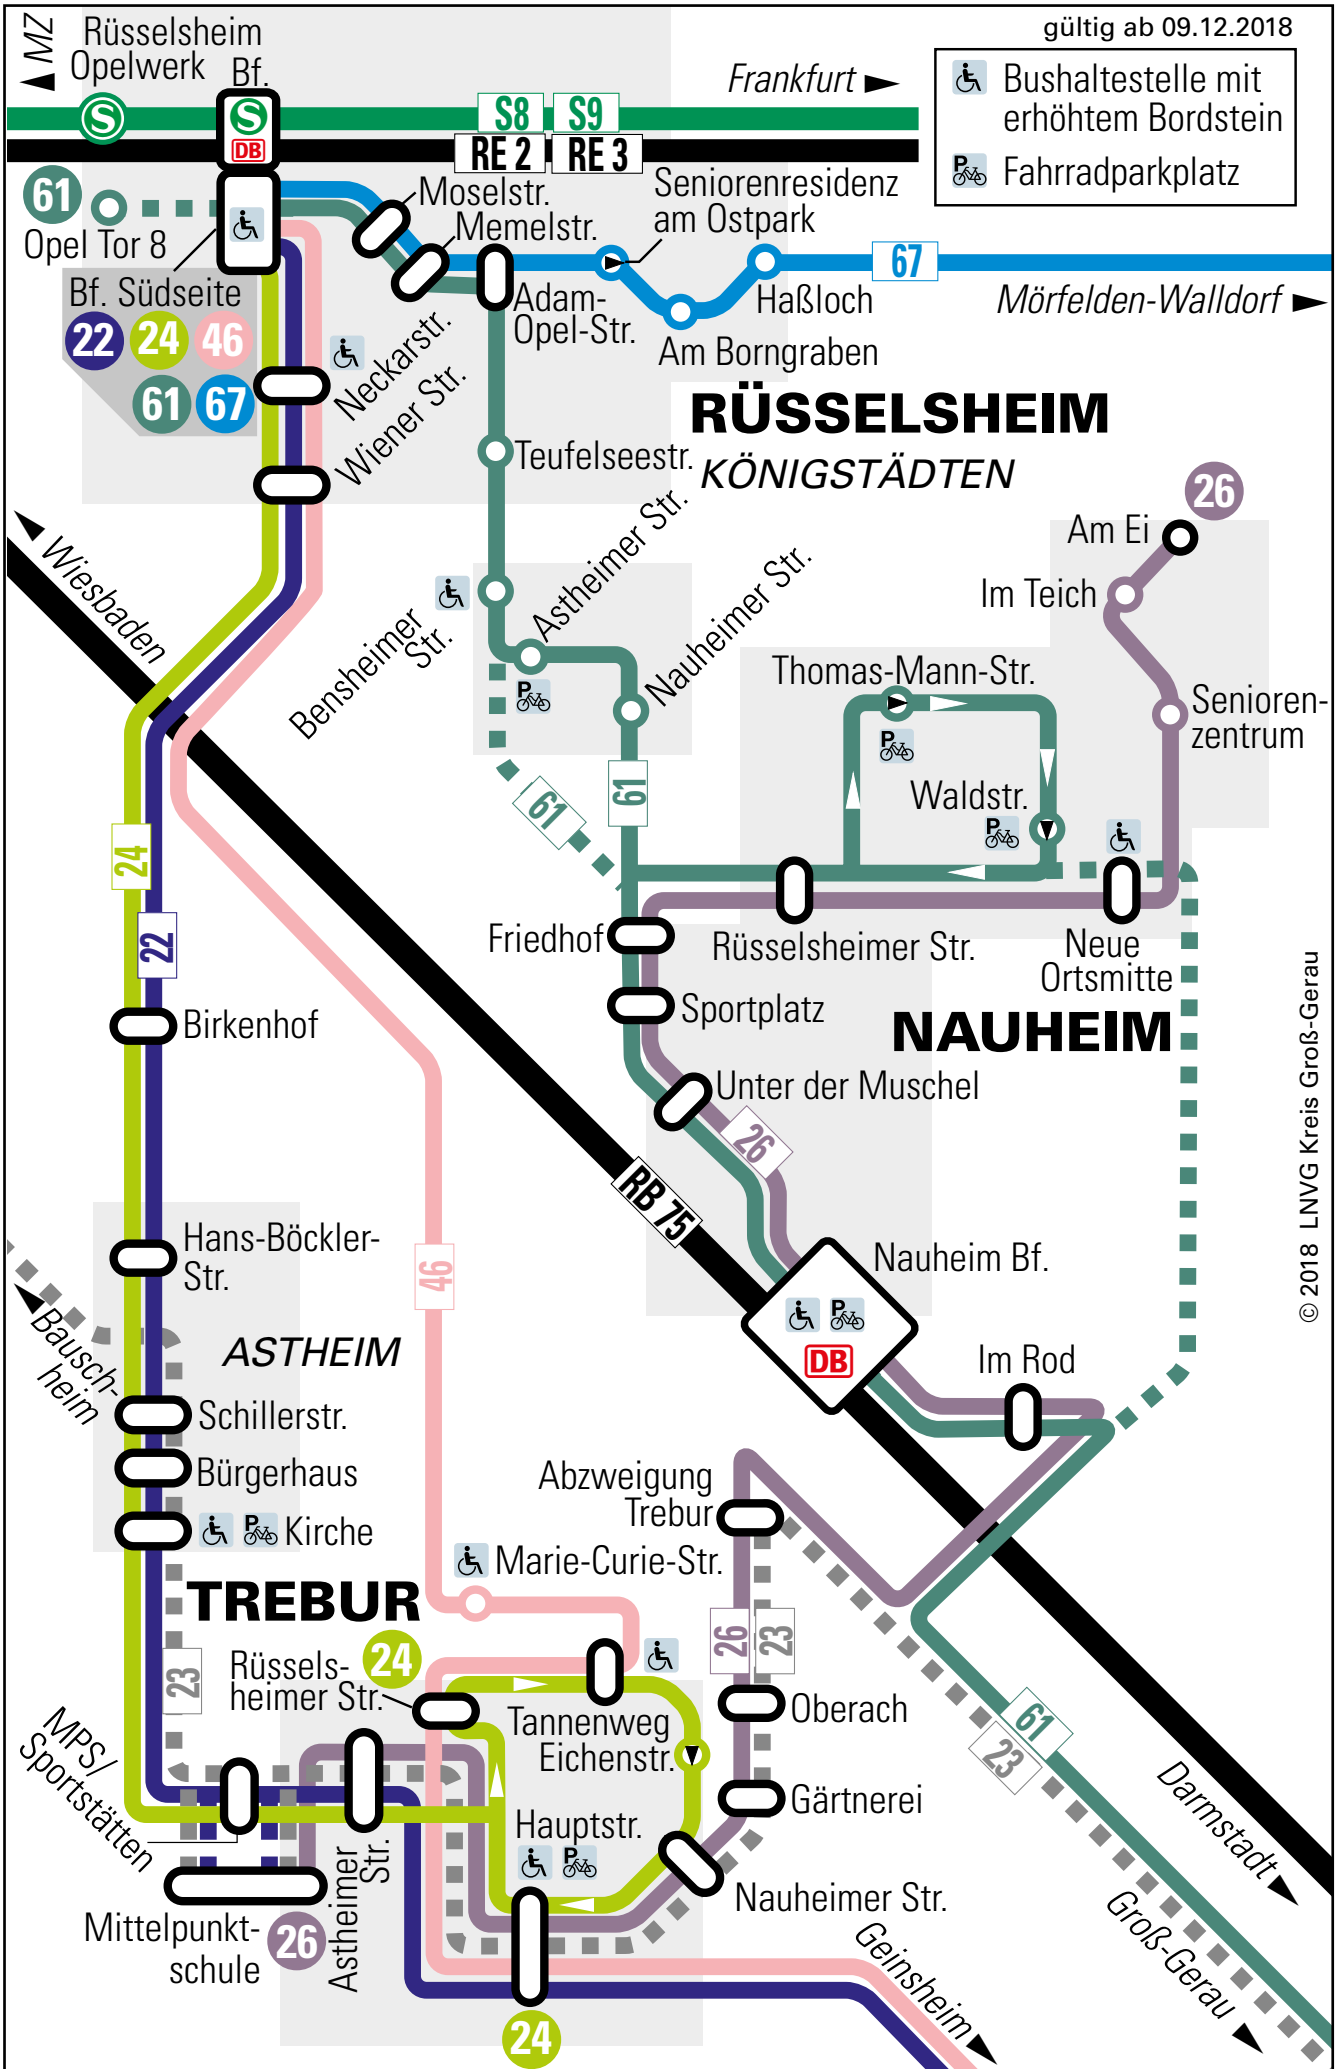 gültig ab 09.12.2018
MZ
Rüsselsheim
Opelwerk
Bf.
Frankfurt
Bushaltestelle mit
erhöhtem Bordstein
P
Fahrradparkplatz
S
S
DB
S8
S9
RE 2
RE 3
61
Opel Tor 8
Moselstr.
Memelstr.
Seniorenresidenz
am Ostpark
67
Haßloch
Mörfelden-Walldorf
Adam-
Opel-Str.
Am Borngraben
Bf. Südseite
22
24
46
61
67
Neckarstr.
Wiener Str.
RÜSSELSHEIM
KÖNIGSTÄDTEN
Teufelseestr.
26
Am Ei
Im Teich
Wiesbaden
Bensheimer
Str.
Astheimer Str.
P
Nauheimer Str.
Thomas-Mann-Str.
P
Senioren-
zentrum
Waldstr.
P
61
61
24
22
Friedhof
Rüsselsheimer Str.
Neue
Ortsmitte
Sportplatz
NAUHEIM
Birkenhof
Unter der Muschel
26
RB 75
Hans-Böckler-
Str.
46
Nauheim Bf.
P
DB
Bausch-
heim
ASTHEIM
Im Rod
Schillerstr.
Bürgerhaus
P
Kirche
Abzweigung
Trebur
Marie-Curie-Str.
TREBUR
23
Rüssels-
heimer Str.
24
26
23
Tannenweg
Eichenstr.
Oberach
Gärtnerei
61
23
MPS/
Sportstätten
Hauptstr.
P
Astheimer
Str.
Nauheimer Str.
Mittelpunkt-
schule
26
24
Geinsheim
Darmstadt
Groß-Gerau
© 2018 LNVG Kreis Groß-Gerau